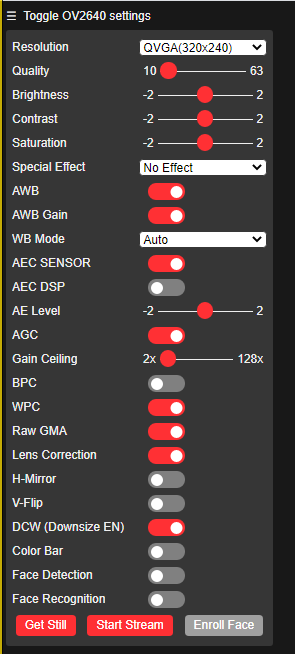 ☰ Toggle OV2640 settings
Resolution QVGA(320x240)
Quality 10 63
Brightness -2 2
Contrast -2 2
Saturation -2 2
Special Effect No Effect
AWB
AWB Gain
WB Mode Auto
AEC SENSOR
AEC DSP
AE Level -2 2
AGC
Gain Ceiling 2x 128x
BPC
WPC
Raw GMA
Lens Correction
H-Mirror
V-Flip
DCW (Downsize EN)
Color Bar
Face Detection
Face Recognition
Get Still Start Stream Enroll Face